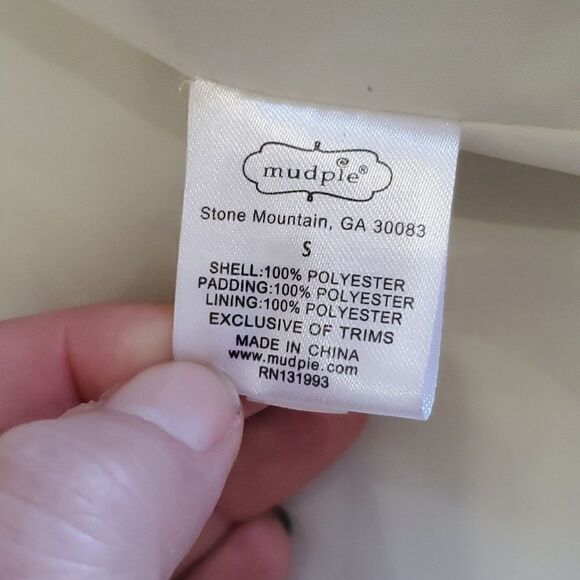 mudpie®
Stone Mountain, GA 30083
S
SHELL:100% POLYESTER
PADDING:100% POLYESTER
LINING:100% POLYESTER
EXCLUSIVE OF TRIMS
MADE IN CHINA
www.mudpie.com
RN131993